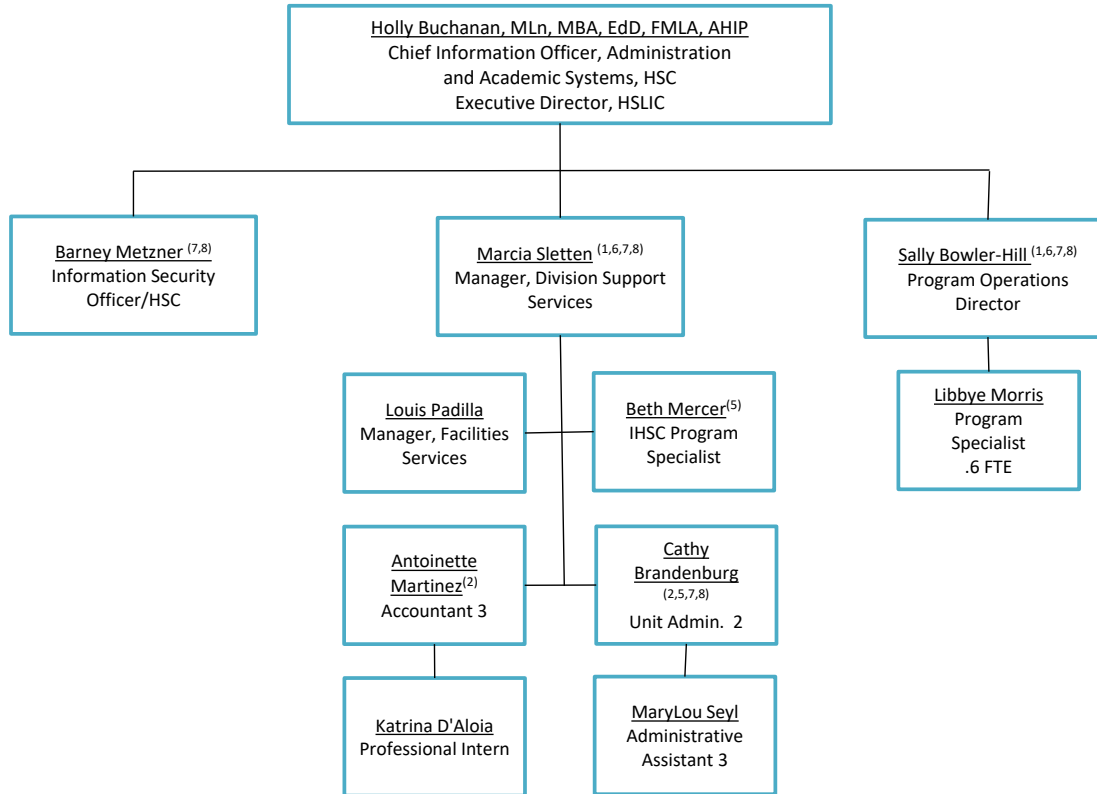 Holly Buchanan, MLn, MBA, EdD, FMLA, AHIP
Chief Information Officer, Administration
and Academic Systems, HSC
Executive Director, HSLIC
Barney Metzner (7,8)
Information Security
Officer/HSC
Marcia Sletten (1,6,7,8)
Manager, Division Support
Services
Sally Bowler-Hill (1,6,7,8)
Program Operations
Director
Louis Padilla
Manager, Facilities
Services
Beth Mercer(5)
IHSC Program
Specialist
Libbye Morris
Program
Specialist
.6 FTE
Antoinette
Martinez(2)
Accountant 3
Cathy
Brandenburg
(2,5,7,8)
Unit Admin.  2
Katrina D'Aloia
Professional Intern
MaryLou Seyl
Administrative
Assistant 3